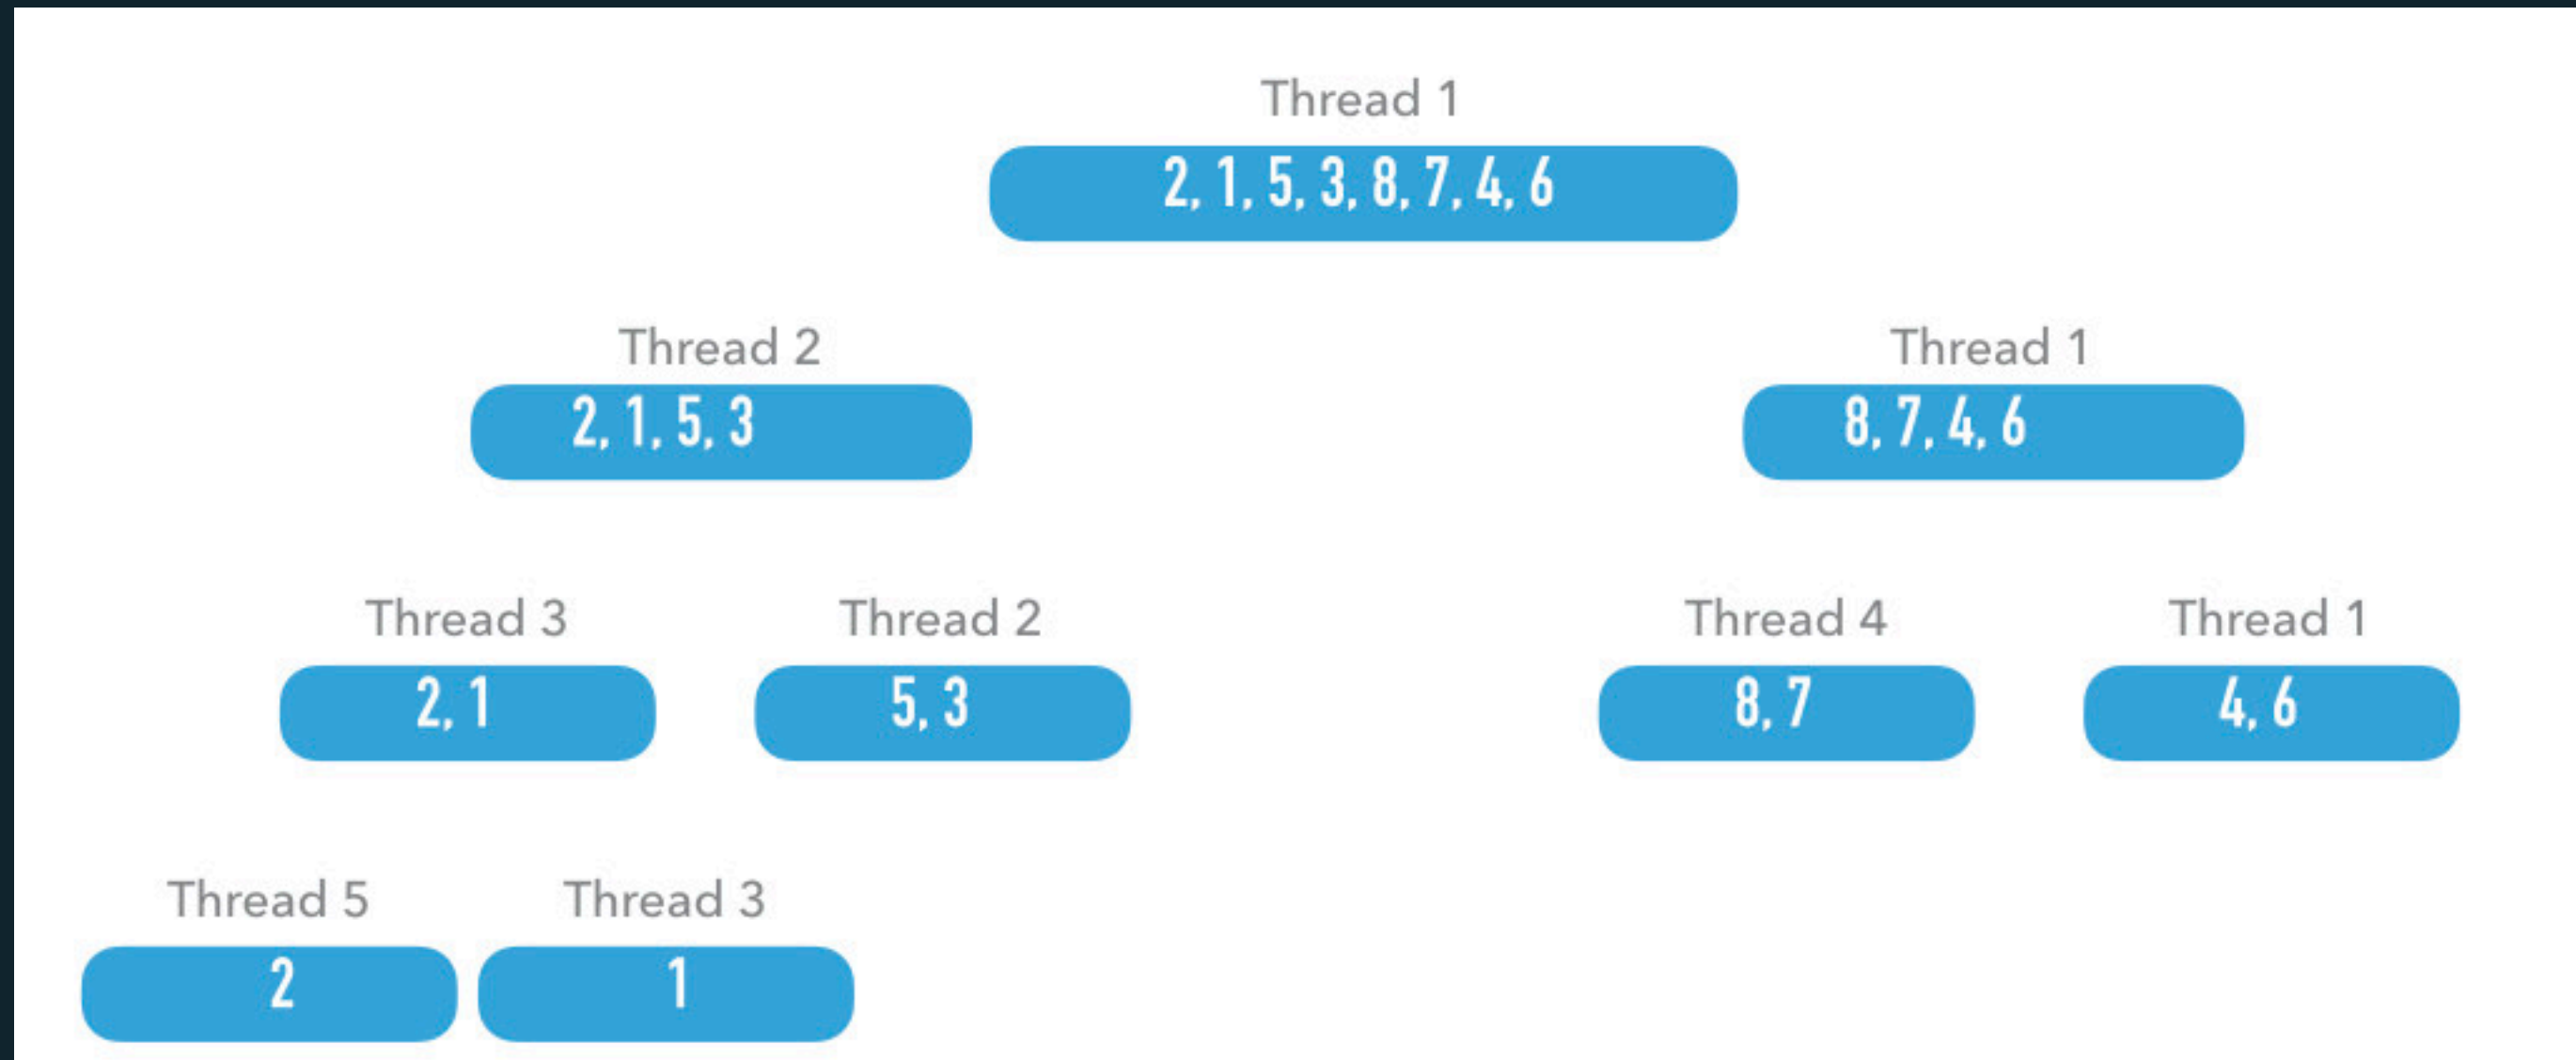 Thread 1
2, 1, 5, 3, 8, 7, 4, 6
Thread 2
2, 1, 5, 3
Thread 1
8, 7, 4, 6
Thread 3
2, 1
Thread 2
5, 3
Thread 4
8, 7
Thread 1
4, 6
Thread 5
2
Thread 3
1